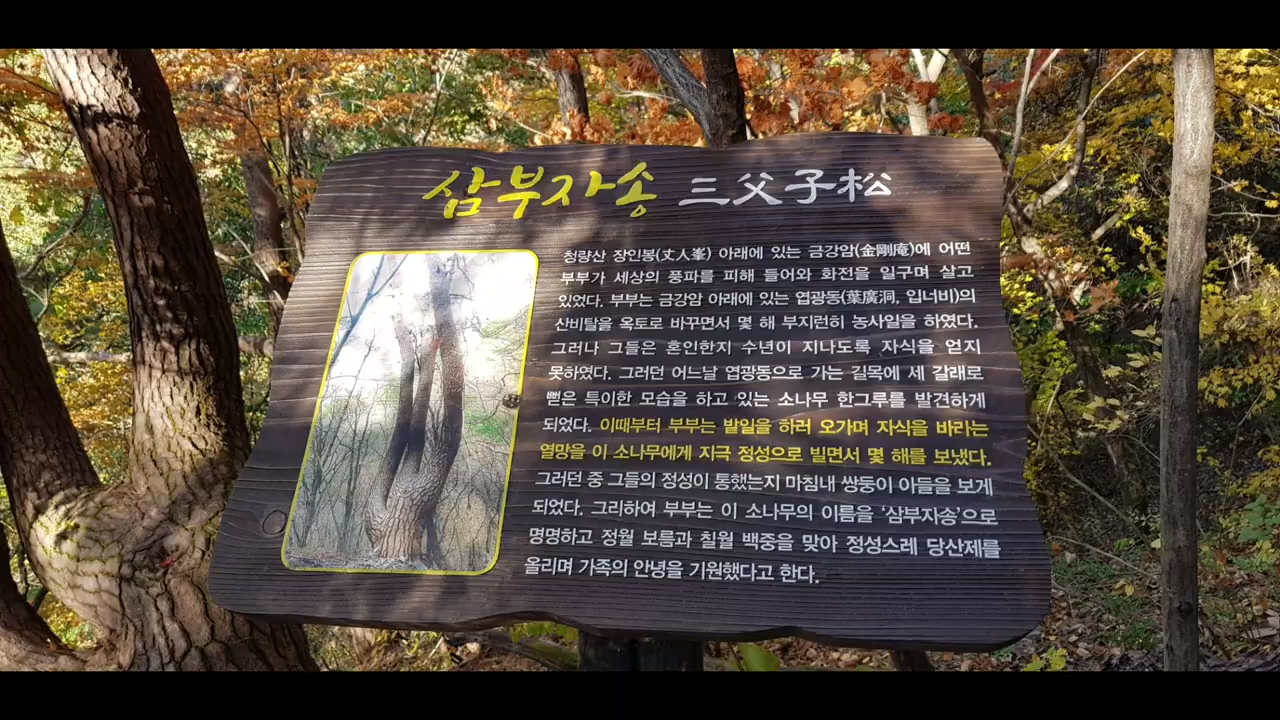 삼부자송 三父子松
청량산 장인봉(丈人峯) 아래에 있는 금강암(金剛庵)에 어떤
부부가 세상의 풍파를 피해 들어와 화전을 일구며 살고
있었다. 부부는 금강암 아래에 있는 엽광동(葉廣洞, 입너비)의
산비탈을 옥토로 바꾸면서 몇 해 부지런히 농사일을 하였다.
그러나 그들은 혼인한지 수년이 지나도록 자식을 얻지
못하였다. 그러던 어느날 엽광동으로 가는 길목에 세 갈래로
뻗은 특이한 모습을 하고 있는 소나무 한그루를 발견하게
되었다. 이때부터 부부는 밭일을 하러 오가며 자식을 바라는
열망을 이 소나무에게 지극 정성으로 빌면서 몇 해를 보냈다.
그러던 중 그들의 정성이 통했는지 마침내 쌍둥이 아들을 보게
되었다. 그리하여 부부는 이 소나무의 이름을 ‘삼부자송’으로
명명하고 정월 보름과 칠월 백중을 맞아 정성스레 당산제를
올리며 가족의 안녕을 기원했다고 한다.